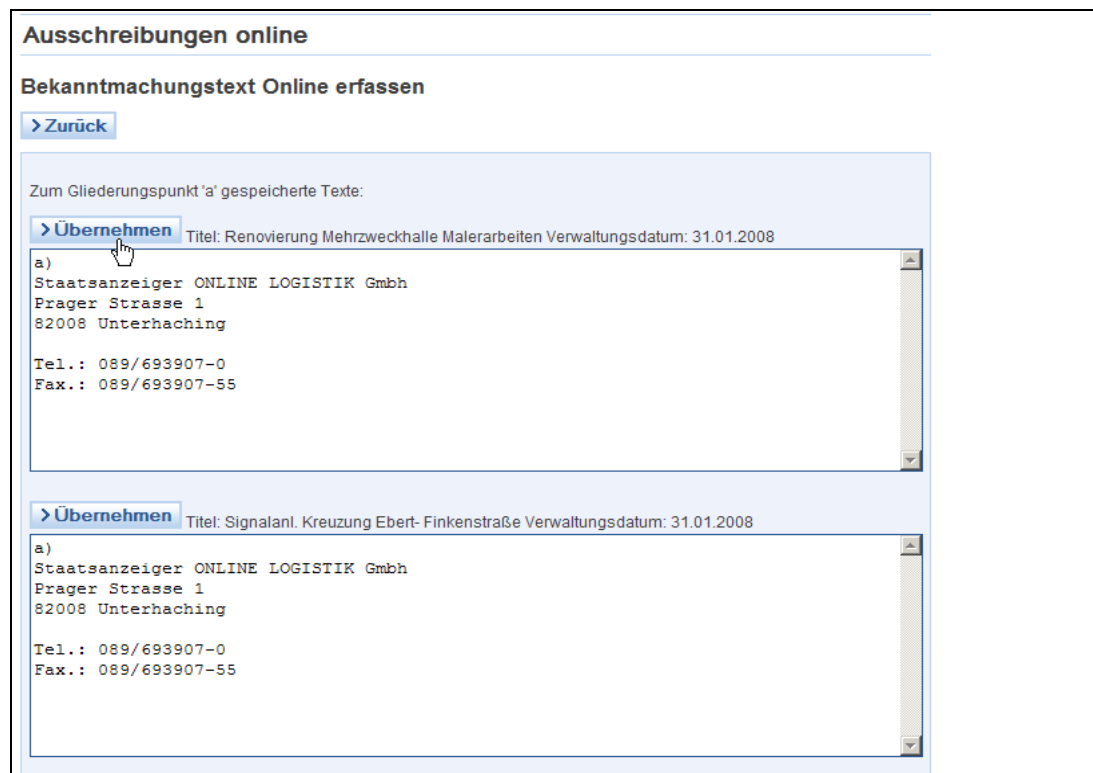 Ausschreibungen online
Bekanntmachungstext Online erfassen
Zurück
Zum Gliederungspunkt 'a' gespeicherte Texte:
Übernehmen Titel: Renovierung Mehrzweckhalle Malerarbeiten Verwaltungsdatum: 31.01.2008
a)
Staatsanzeiger ONLINE LOGISTIK Gmbh
Prager Strasse 1
82008 Unterhaching
Tel.: 089/693907-0
Fax.: 089/693907-55
Übernehmen Titel: Signalanl. Kreuzung Ebert- Finkenstraße Verwaltungsdatum: 31.01.2008
a)
Staatsanzeiger ONLINE LOGISTIK Gmbh
Prager Strasse 1
82008 Unterhaching
Tel.: 089/693907-0
Fax.: 089/693907-55